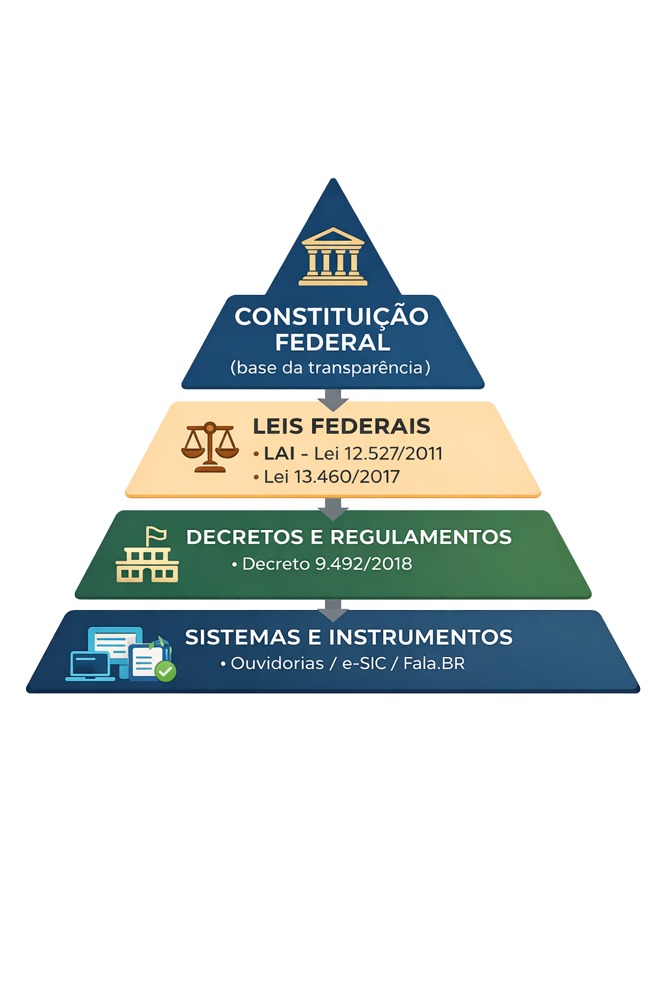 CONSTITUIÇÃO
FEDERAL
(base da transparência)
LEIS FEDERAIS
• LAI - Lei 12.527/2011
• Lei 13.460/2017
DECRETOS E REGULAMENTOS
• Decreto 9.492/2018
SISTEMAS E INSTRUMENTOS
• Ouvidorias / e-SIC / Fala.BR